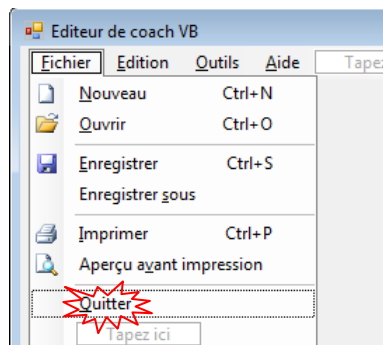 Editeur de coach VB
Fichier Edition Outils Aide Tapez
Nouveau Ctrl+N
Ouvrir Ctrl+O
Enregistrer Ctrl+S
Enregistrer sous
Imprimer Ctrl+P
Aperçu avant impression
Quitter
Tapez ici